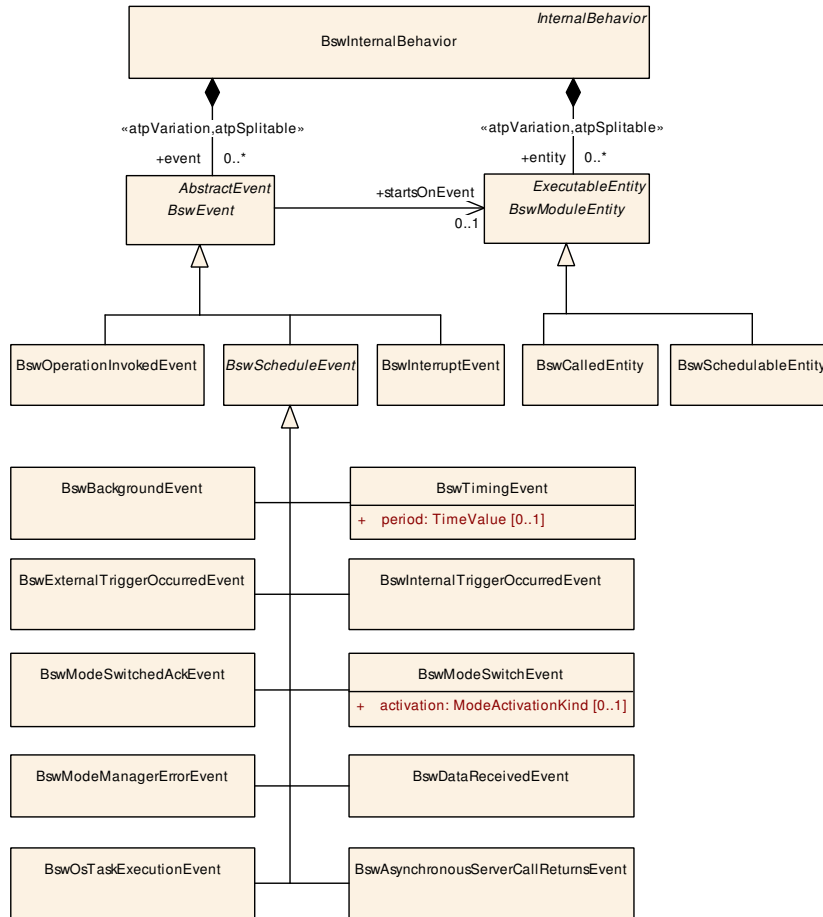 InternalBehavior
BswInternalBehavior
«atpVariation,atpSplitable»
«atpVariation,atpSplitable»
+event 0..*
+entity 0..*
AbstractEvent
BswEvent
+startsOnEvent
0..1
ExecutableEntity
BswModuleEntity
BswOperationInvokedEvent
BswScheduleEvent
BswInterruptEvent
BswCalledEntity
BswSchedulableEntity
BswBackgroundEvent
BswTimingEvent
+ period: TimeValue [0..1]
BswExternalTriggerOccurredEvent
BswInternalTriggerOccurredEvent
BswModeSwitchedAckEvent
BswModeSwitchEvent
+ activation: ModeActivationKind [0..1]
BswModeManagerErrorEvent
BswDataReceivedEvent
BswOsTaskExecutionEvent
BswAsynchronousServerCallReturnsEvent